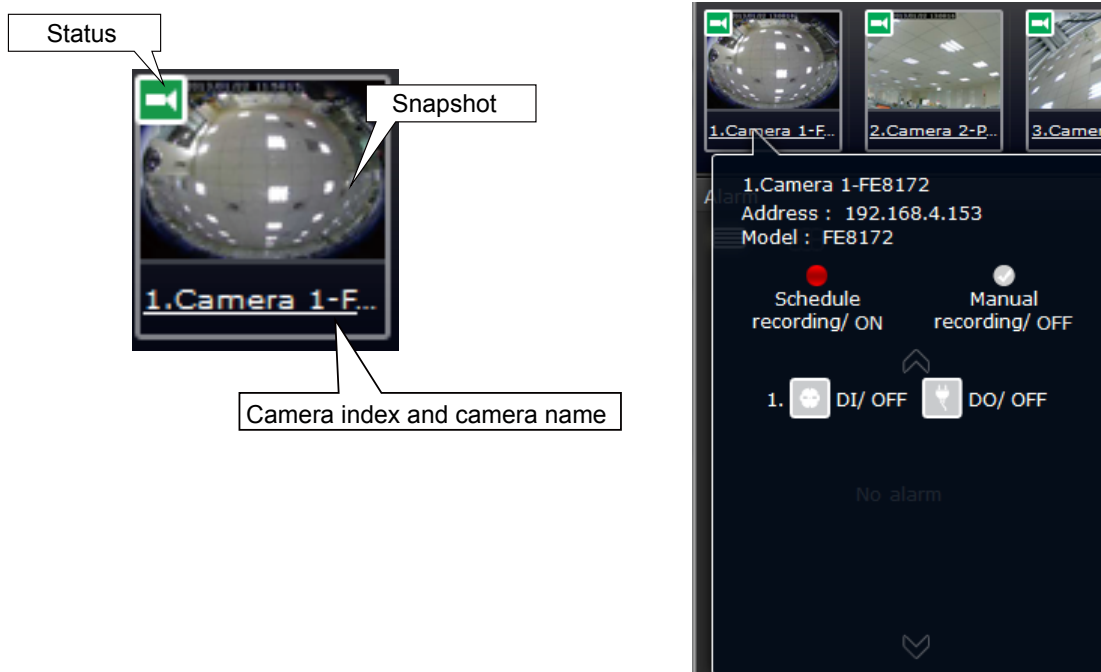 Status
Snapshot
1.Camera 1-F...
Camera index and camera name
1.Camera 1-F...
2.Camera 2-P...
3.Camer
Alarm
1.Camera 1-FE8172
Address : 192.168.4.153
Model : FE8172
Schedule
recording/ ON
Manual
recording/ OFF
1. DI/ OFF DO/ OFF
No alarm